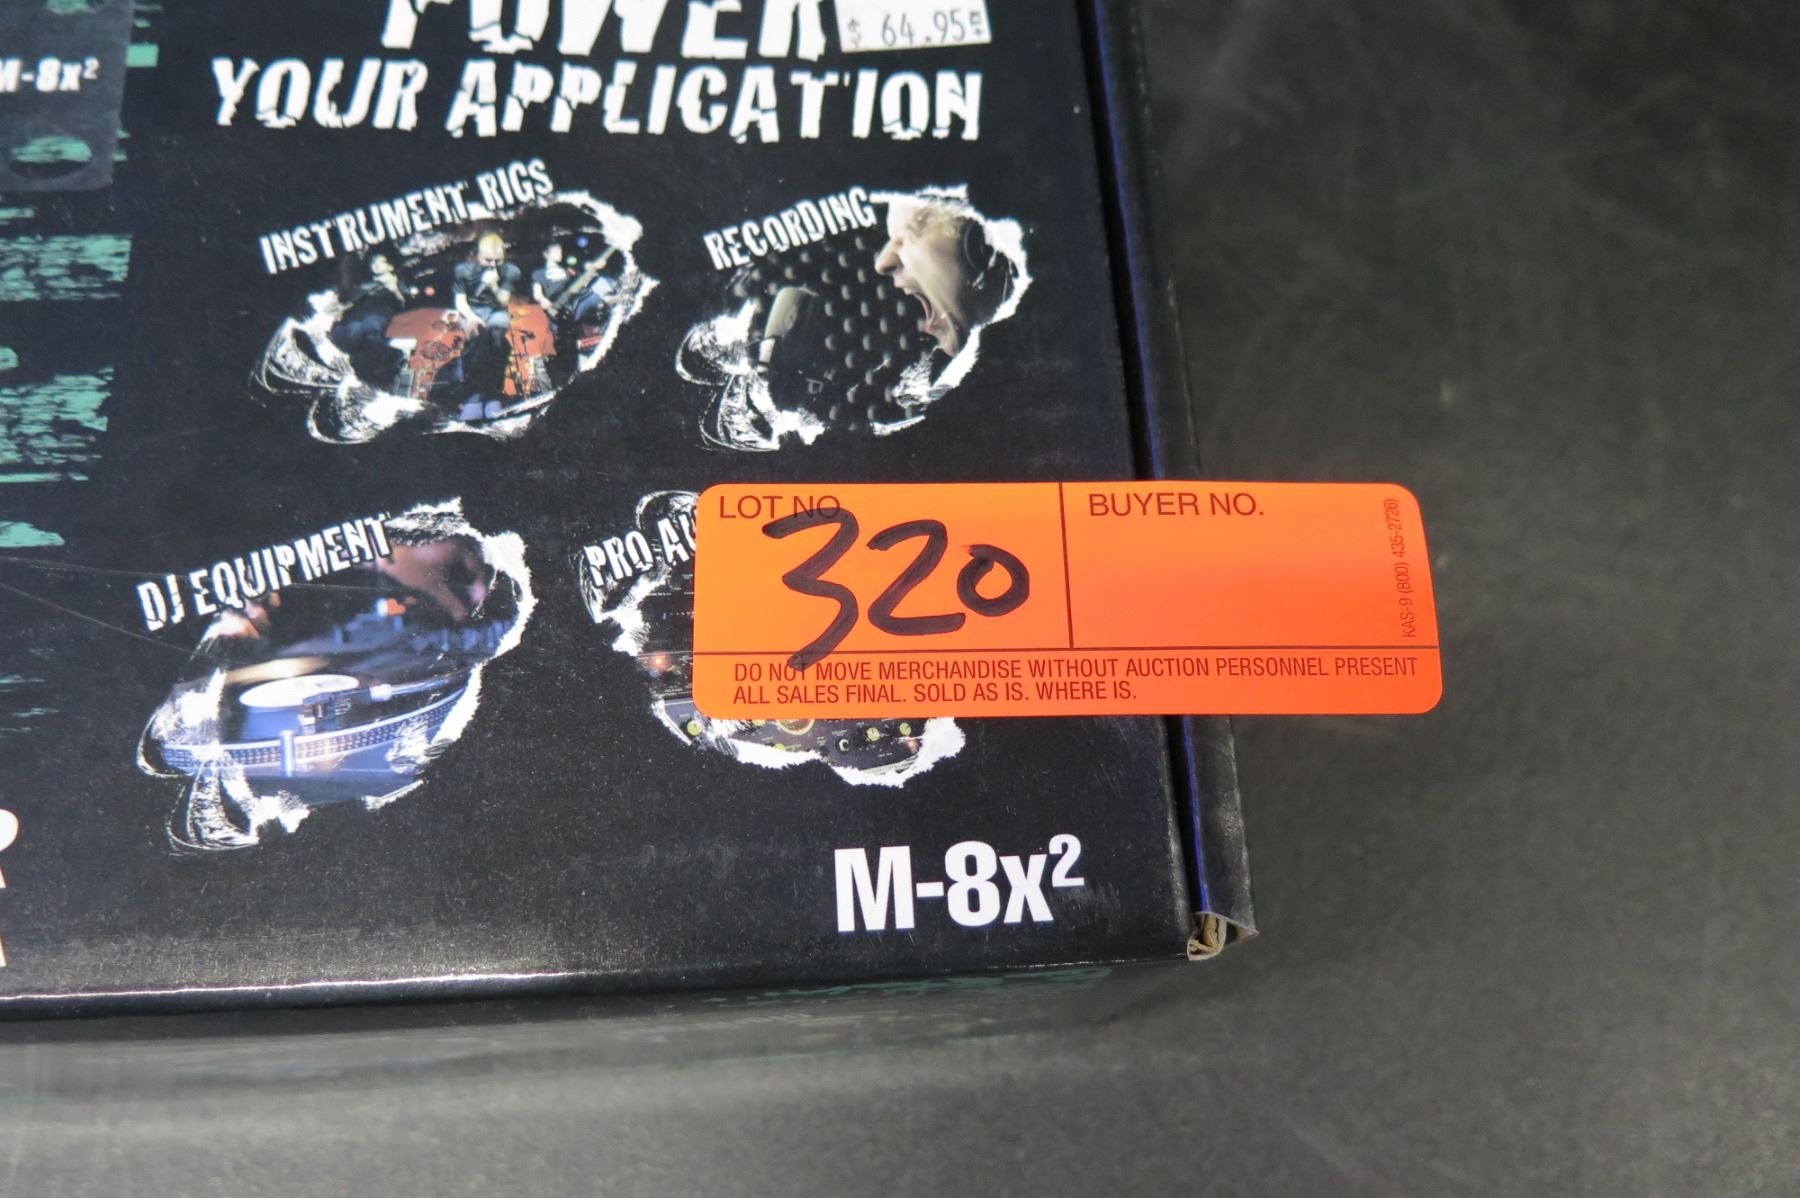 POWER
$ 64.95
M-8x²
YOUR APPLICATION
INSTRUMENT RIGS
RECORDING
DJ EQUIPMENT
PRO AU
LOT NO.
320
BUYER NO.
KAS-9 (800) 435-2726)
DO NOT MOVE MERCHANDISE WITHOUT AUCTION PERSONNEL PRESENT
ALL SALES FINAL. SOLD AS IS. WHERE IS.
M-8x²